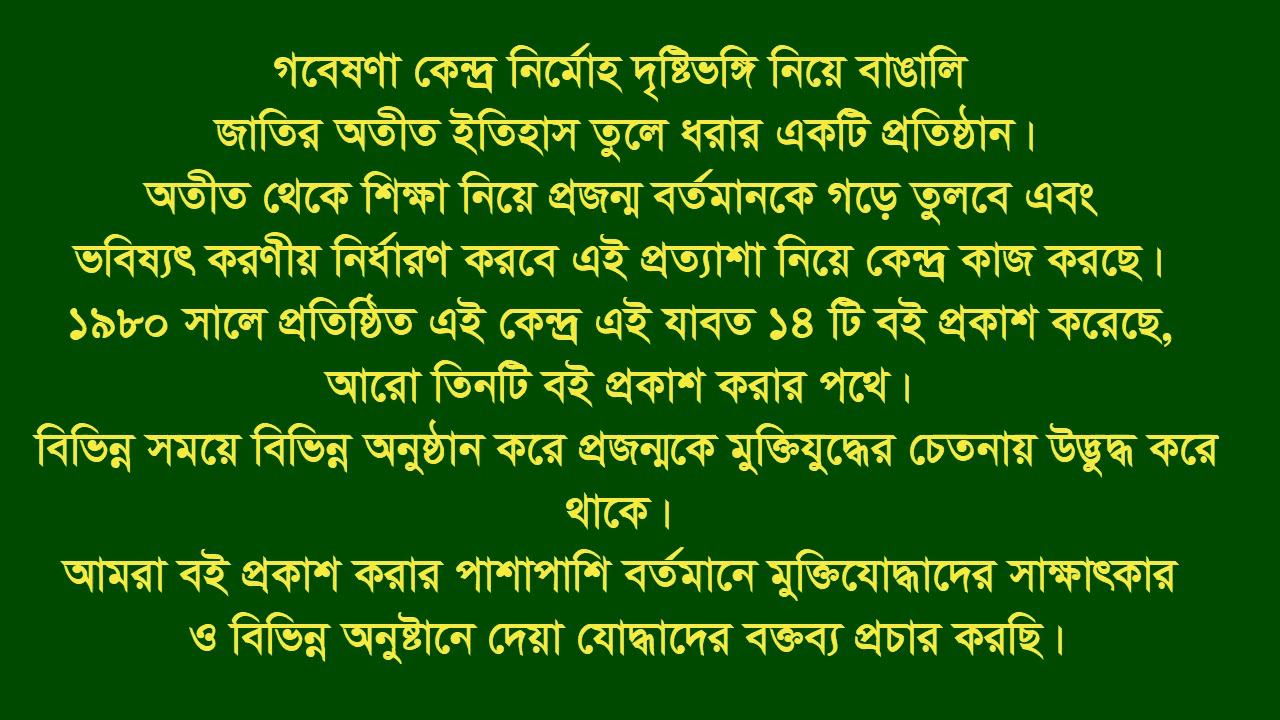 গবেষণা কেন্দ্র নির্মোহ দৃষ্টিভঙ্গি নিয়ে বাঙালি
জাতির অতীত ইতিহাস তুলে ধরার একটি প্রতিষ্ঠান।
অতীত থেকে শিক্ষা নিয়ে প্রজন্ম বর্তমানকে গড়ে তুলবে এবং
ভবিষ্যৎ করণীয় নির্ধারণ করবে এই প্রত্যাশা নিয়ে কেন্দ্র কাজ করছে।
১৯৮০ সালে প্রতিষ্ঠিত এই কেন্দ্র এই যাবত ১৪ টি বই প্রকাশ করেছে,
আরো তিনটি বই প্রকাশ করার পথে।
বিভিন্ন সময়ে বিভিন্ন অনুষ্ঠান করে প্রজন্মকে মুক্তিযুদ্ধের চেতনায় উদ্ভুদ্ধ করে
থাকে।
আমরা বই প্রকাশ করার পাশাপাশি বর্তমানে মুক্তিযোদ্ধাদের সাক্ষাৎকার
ও বিভিন্ন অনুষ্টানে দেয়া যোদ্ধাদের বক্তব্য প্রচার করছি।